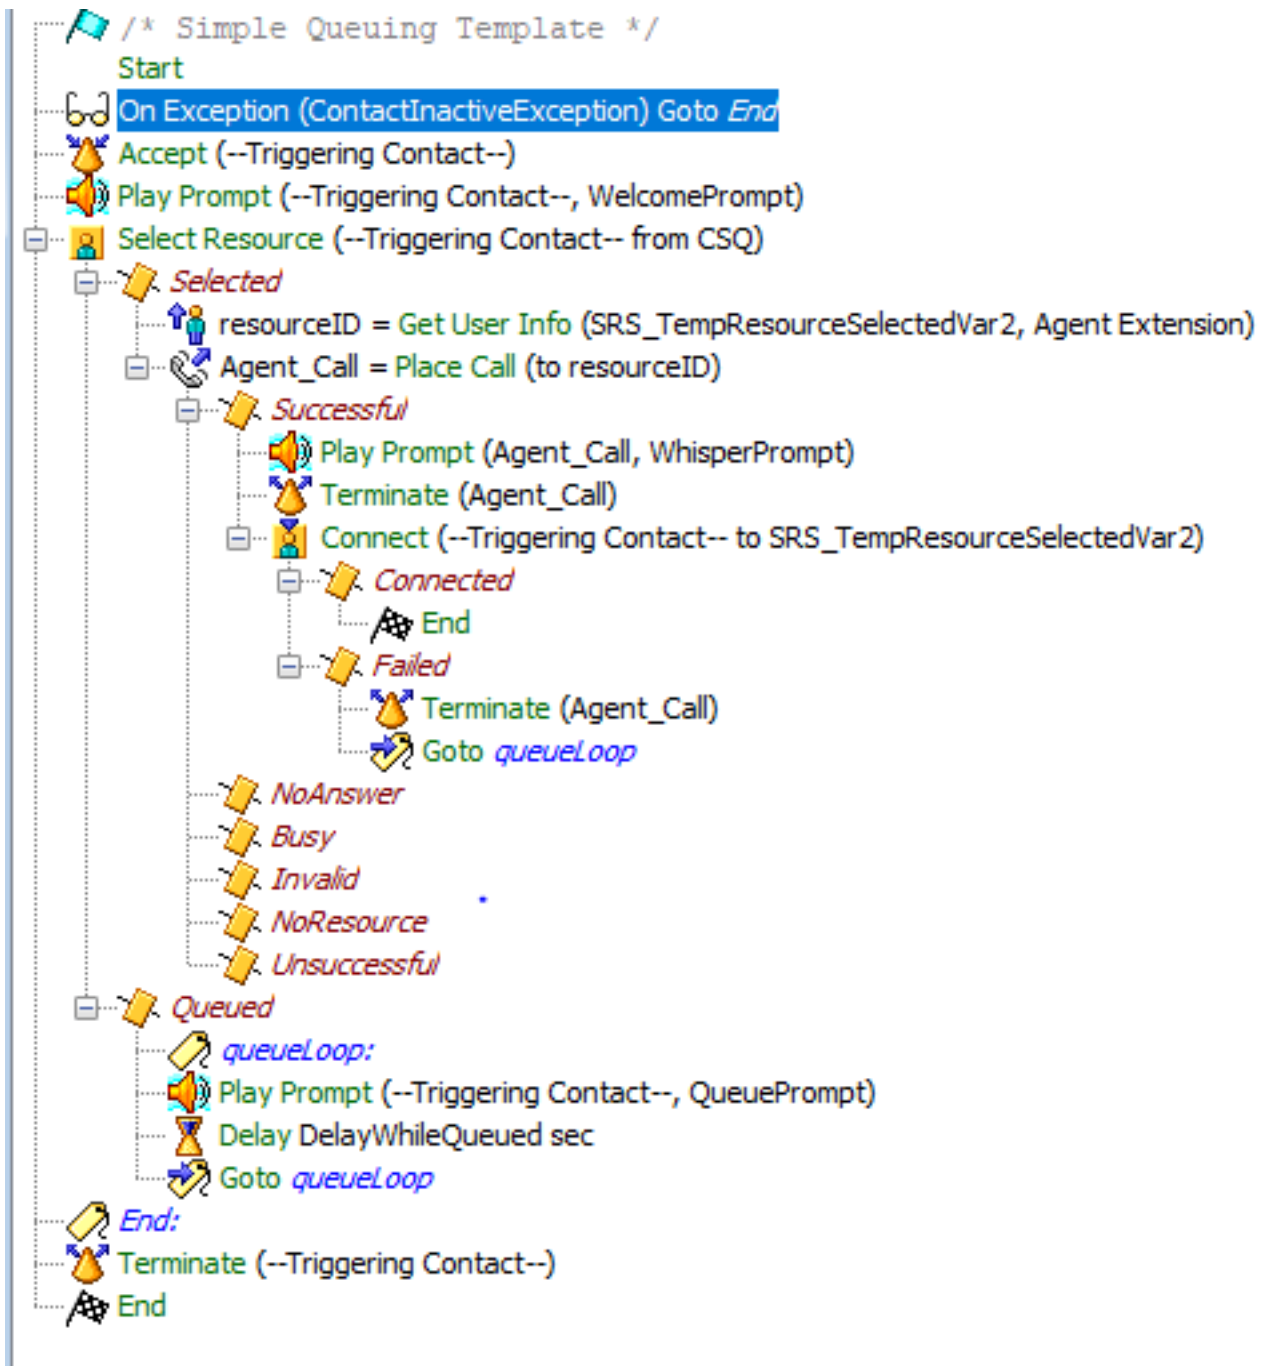 /* Simple Queuing Template */
Start
On Exception (ContactInactiveException) Goto End
Accept (--Triggering Contact--)
Play Prompt (--Triggering Contact--, WelcomePrompt)
Select Resource (--Triggering Contact-- from CSQ)
Selected
resourceID = Get User Info (SRS_TempResourceSelectedVar2, Agent Extension)
Agent_Call = Place Call (to resourceID)
Successful
Play Prompt (Agent_Call, WhisperPrompt)
Terminate (Agent_Call)
Connect (--Triggering Contact-- to SRS_TempResourceSelectedVar2)
Connected
End
Failed
Terminate (Agent_Call)
Goto queueLoop
NoAnswer
Busy
Invalid
NoResource
Unsuccessful
Queued
queueLoop:
Play Prompt (--Triggering Contact--, QueuePrompt)
Delay DelayWhileQueued sec
Goto queueLoop
End:
Terminate (--Triggering Contact--)
End